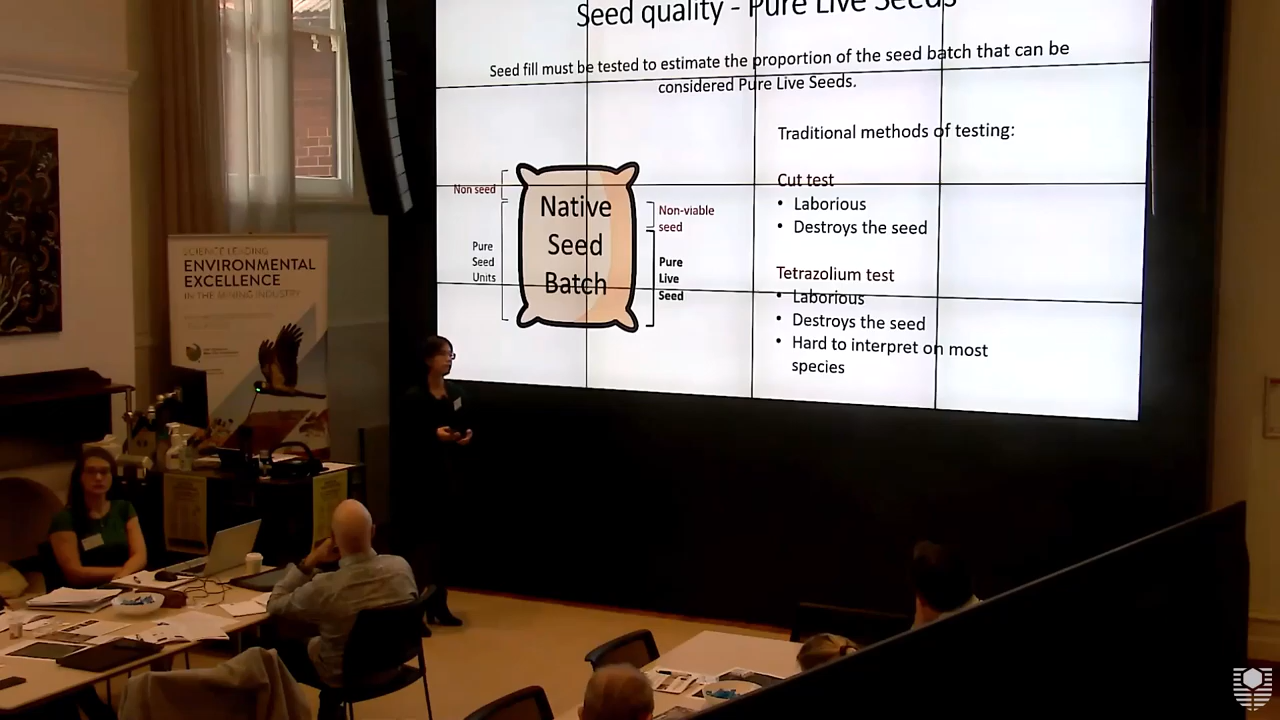 Seed quality - Pure Live Seeds
Seed fill must be tested to estimate the proportion of the seed batch that can be
considered Pure Live Seeds.
Traditional methods of testing:
Cut test
• Laborious
• Destroys the seed
Tetrazolium test
• Laborious
• Destroys the seed
• Hard to interpret on most
species
Non seed
Pure
Seed
Units
Native
Seed
Batch
Non-viable
seed
Pure
Live
Seed
SCIENCE LEADING
ENVIRONMENTAL
EXCELLENCE
IN THE MINING INDUSTRY